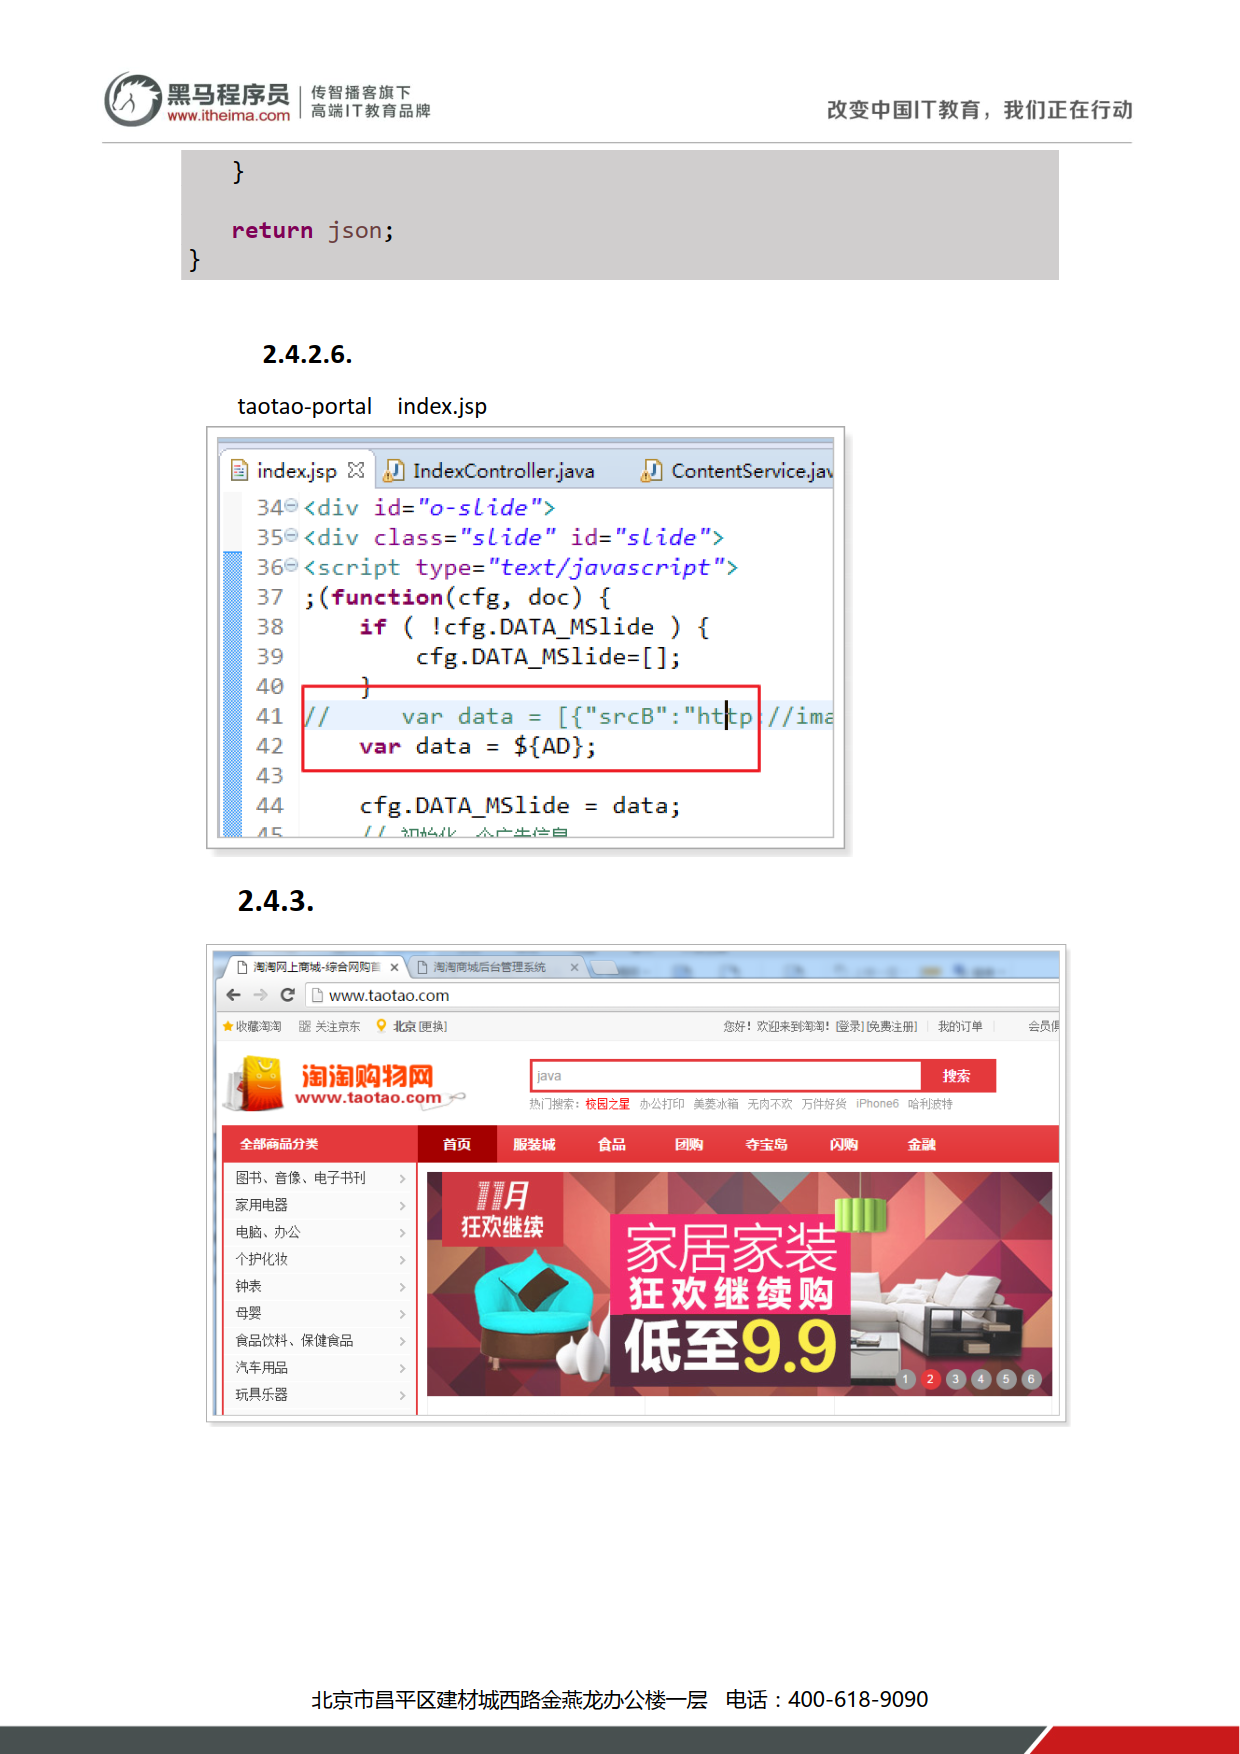 黑马程序员
www.itheima.com
传智播客旗下
高端IT教育品牌
改变中国IT教育，我们正在行动
}
return json;
}
2.4.2.6.
taotao-portal index.jsp
index.jsp IndexController.java ContentService.jav
34 <div id="o-slide">
35 <div class="slide" id="slide">
36 <script type="text/javascript">
37 ;(function(cfg, doc) {
38 if ( !cfg.DATA_MSlide ) {
39 cfg.DATA_MSlide=[];
40 }
41 // var data = [{"srcB":"http://ima
42 var data = ${AD};
43
44 cfg.DATA_MSlide = data;
45 // 初始化一个广告信息
2.4.3.
淘淘网上商城-综合网购首 淘淘商城后台管理系统
www.taotao.com
收藏淘淘 关注京东 北京 [更换] 您好！欢迎来到淘淘！[登录] [免费注册] 我的订单 会员俱
淘淘购物网
www.taotao.com
java 搜索
热门搜索：校园之星 办公打印 美菱冰箱 无肉不欢 万件好货 iPhone6 哈利波特
全部商品分类 首页 服装城 食品 团购 夺宝岛 闪购 金融
图书、音像、电子书刊
家用电器
电脑、办公
个护化妆
钟表
母婴
食品饮料、保健食品
汽车用品
玩具乐器
11月
狂欢继续
家居家装
狂欢继续购
低至9.9
1 2 3 4 5 6
北京市昌平区建材城西路金燕龙办公楼一层 电话：400-618-9090